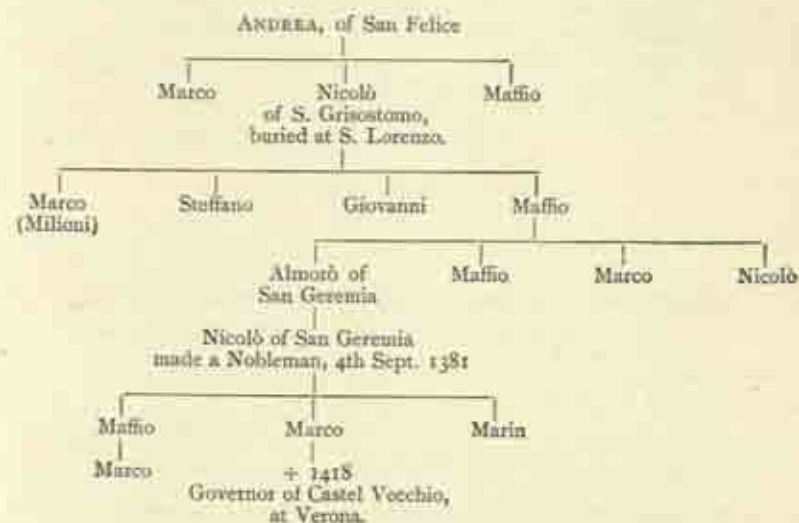 ANDREA, of San Felice
Marco Nicolò Maffio
of S. Grisostomo,
buried at S. Lorenzo.
Marco Steffano Giovanni Maffio
(Milioni)
Almorò of Maffio Marco Nicolò
San Geremia
Nicolò of San Geremia
made a Nobleman, 4th Sept. 1381
Maffio Marco Marin
Marco ÷ 1418
Governor of Castel Vecchio,
at Verona.